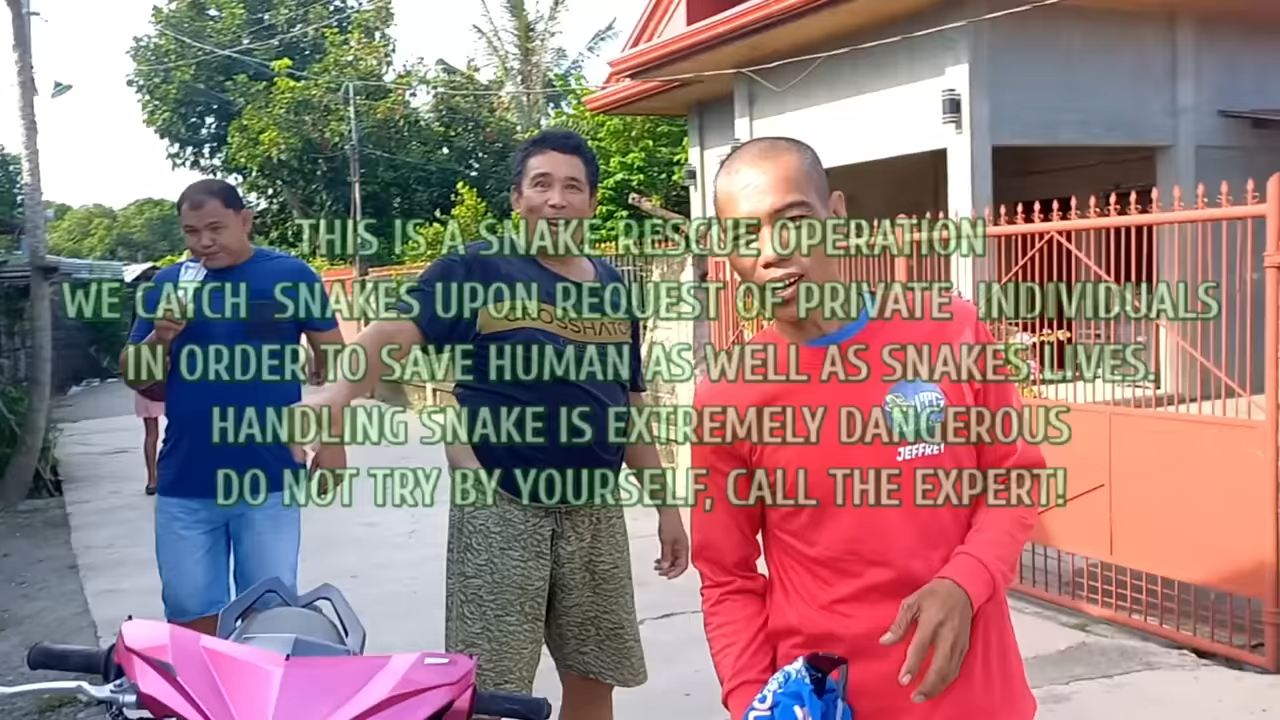 THIS IS A SNAKE RESCUE OPERATION
WE CATCH SNAKES UPON REQUEST OF PRIVATE INDIVIDUALS
IN ORDER TO SAVE HUMAN AS WELL AS SNAKES LIVES.
HANDLING SNAKE IS EXTREMELY DANGEROUS
DO NOT TRY BY YOURSELF, CALL THE EXPERT!
JEFFREY